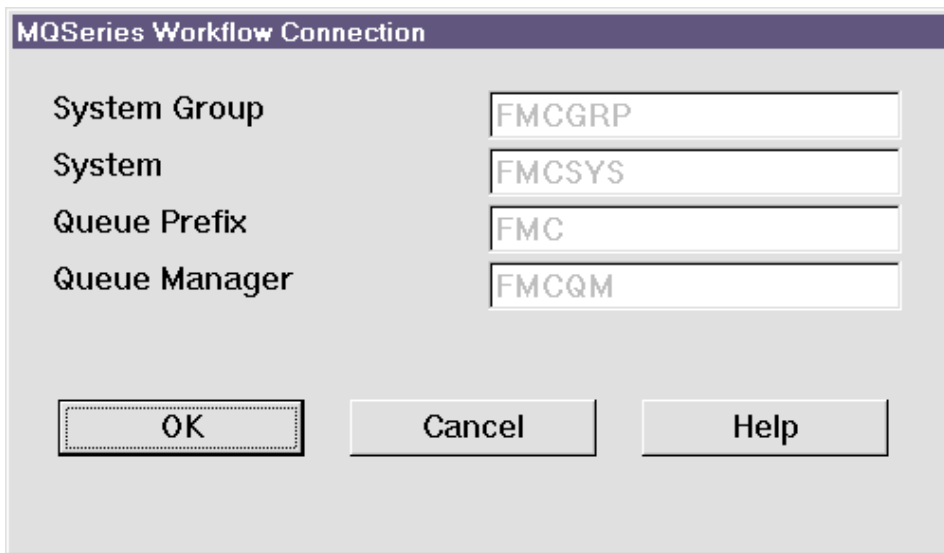 MQSeries Workflow Connection
System Group FMCGRP
System FMCSYS
Queue Prefix FMC
Queue Manager FMCQM
OK Cancel Help